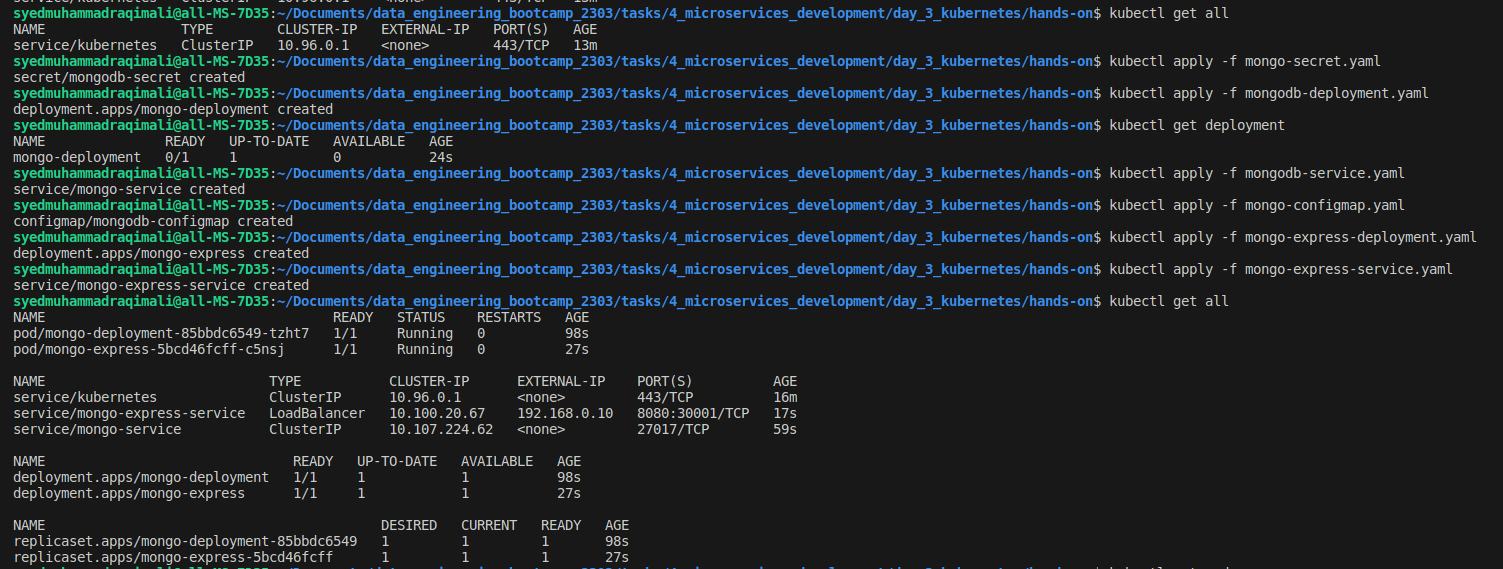 service/kubernetes ClusterIP 10.96.0.1 <none> 443/TCP 13m
syedmuhammadraqimali@all-MS-7D35:~/Documents/data_engineering_bootcamp_2303/tasks/4_microservices_development/day_3_kubernetes/hands-on$ kubectl get all
NAME TYPE CLUSTER-IP EXTERNAL-IP PORT(S) AGE
service/kubernetes ClusterIP 10.96.0.1 <none> 443/TCP 13m
syedmuhammadraqimali@all-MS-7D35:~/Documents/data_engineering_bootcamp_2303/tasks/4_microservices_development/day_3_kubernetes/hands-on$ kubectl apply -f mongo-secret.yaml
secret/mongodb-secret created
syedmuhammadraqimali@all-MS-7D35:~/Documents/data_engineering_bootcamp_2303/tasks/4_microservices_development/day_3_kubernetes/hands-on$ kubectl apply -f mongodb-deployment.yaml
deployment.apps/mongo-deployment created
syedmuhammadraqimali@all-MS-7D35:~/Documents/data_engineering_bootcamp_2303/tasks/4_microservices_development/day_3_kubernetes/hands-on$ kubectl get deployment
NAME READY UP-TO-DATE AVAILABLE AGE
mongo-deployment 0/1 1 0 24s
syedmuhammadraqimali@all-MS-7D35:~/Documents/data_engineering_bootcamp_2303/tasks/4_microservices_development/day_3_kubernetes/hands-on$ kubectl apply -f mongodb-service.yaml
service/mongo-service created
syedmuhammadraqimali@all-MS-7D35:~/Documents/data_engineering_bootcamp_2303/tasks/4_microservices_development/day_3_kubernetes/hands-on$ kubectl apply -f mongo-configmap.yaml
configmap/mongodb-configmap created
syedmuhammadraqimali@all-MS-7D35:~/Documents/data_engineering_bootcamp_2303/tasks/4_microservices_development/day_3_kubernetes/hands-on$ kubectl apply -f mongo-express-deployment.yaml
deployment.apps/mongo-express created
syedmuhammadraqimali@all-MS-7D35:~/Documents/data_engineering_bootcamp_2303/tasks/4_microservices_development/day_3_kubernetes/hands-on$ kubectl apply -f mongo-express-service.yaml
service/mongo-express-service created
syedmuhammadraqimali@all-MS-7D35:~/Documents/data_engineering_bootcamp_2303/tasks/4_microservices_development/day_3_kubernetes/hands-on$ kubectl get all
NAME READY STATUS RESTARTS AGE
pod/mongo-deployment-85bbdc6549-tzht7 1/1 Running 0 98s
pod/mongo-express-5bcd46fcff-c5nsj 1/1 Running 0 27s
NAME TYPE CLUSTER-IP EXTERNAL-IP PORT(S) AGE
service/kubernetes ClusterIP 10.96.0.1 <none> 443/TCP 16m
service/mongo-express-service LoadBalancer 10.100.20.67 192.168.0.10 8080:30001/TCP 17s
service/mongo-service ClusterIP 10.107.224.62 <none> 27017/TCP 59s
NAME READY UP-TO-DATE AVAILABLE AGE
deployment.apps/mongo-deployment 1/1 1 1 98s
deployment.apps/mongo-express 1/1 1 1 27s
NAME DESIRED CURRENT READY AGE
replicaset.apps/mongo-deployment-85bbdc6549 1 1 1 98s
replicaset.apps/mongo-express-5bcd46fcff 1 1 1 27s